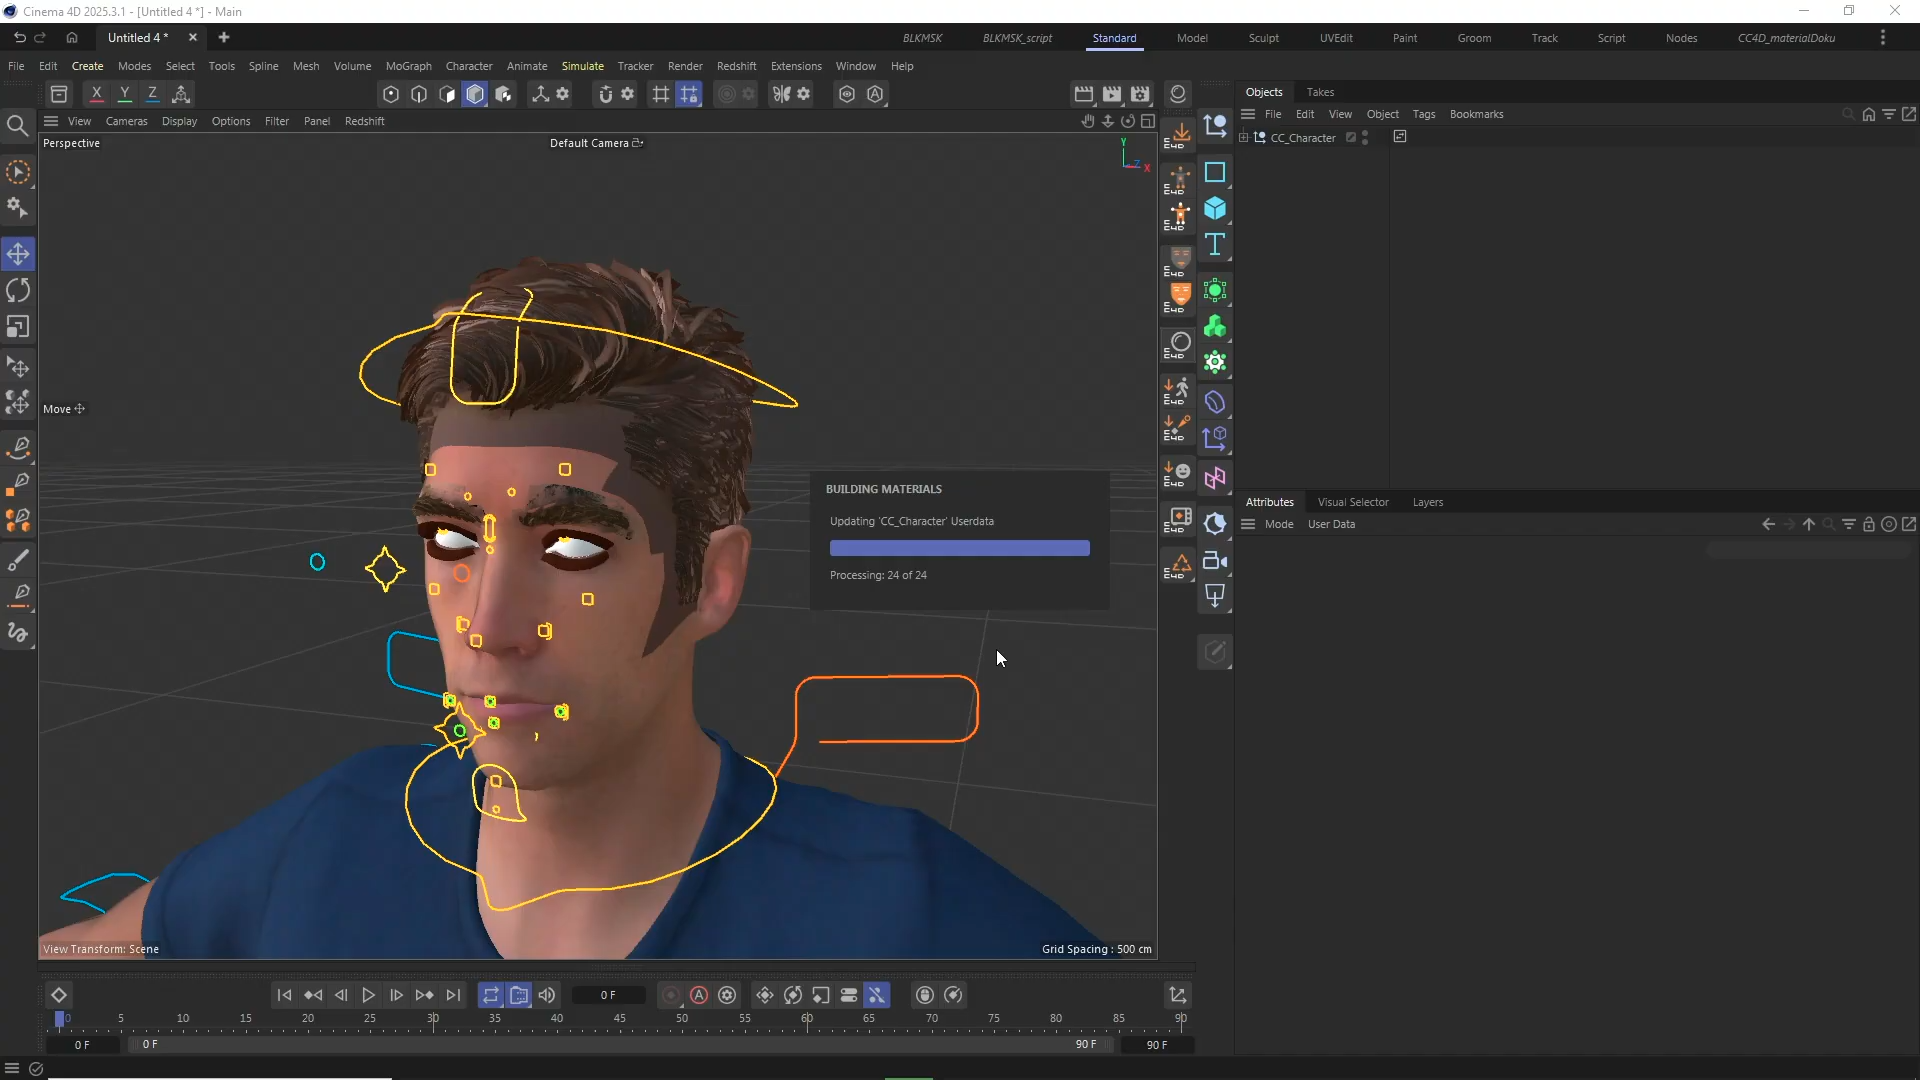 Cinema 4D 2025.3.1 - [Untitled 4 *] - Main
Untitled 4 *
BLKMSK
BLKMSK_script
Standard
Model
Sculpt
UVEdit
Paint
Groom
Track
Script
Nodes
CC4D_materialDoku
File
Edit
Create
Modes
Select
Tools
Spline
Mesh
Volume
MoGraph
Character
Animate
Simulate
Tracker
Render
Redshift
Extensions
Window
Help
X
Y
Z
View
Cameras
Display
Options
Filter
Panel
Redshift
Perspective
Default Camera
Y
Z
X
Move
View Transform: Scene
Grid Spacing : 500 cm
BUILDING MATERIALS
Updating 'CC_Character' Userdata
Processing: 24 of 24
Objects
Takes
File
Edit
View
Object
Tags
Bookmarks
CC_Character
Attributes
Visual Selector
Layers
Mode
User Data
0 F
0
5
10
15
20
25
30
35
40
45
50
55
60
65
70
75
80
85
90
0 F
0 F
90 F
90 F